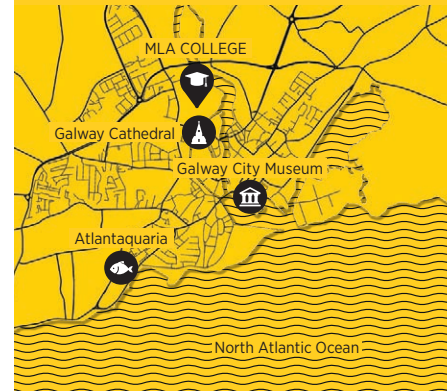 MLA COLLEGE
Galway Cathedral
Galway City Museum
Atlantaquaria
North Atlantic Ocean